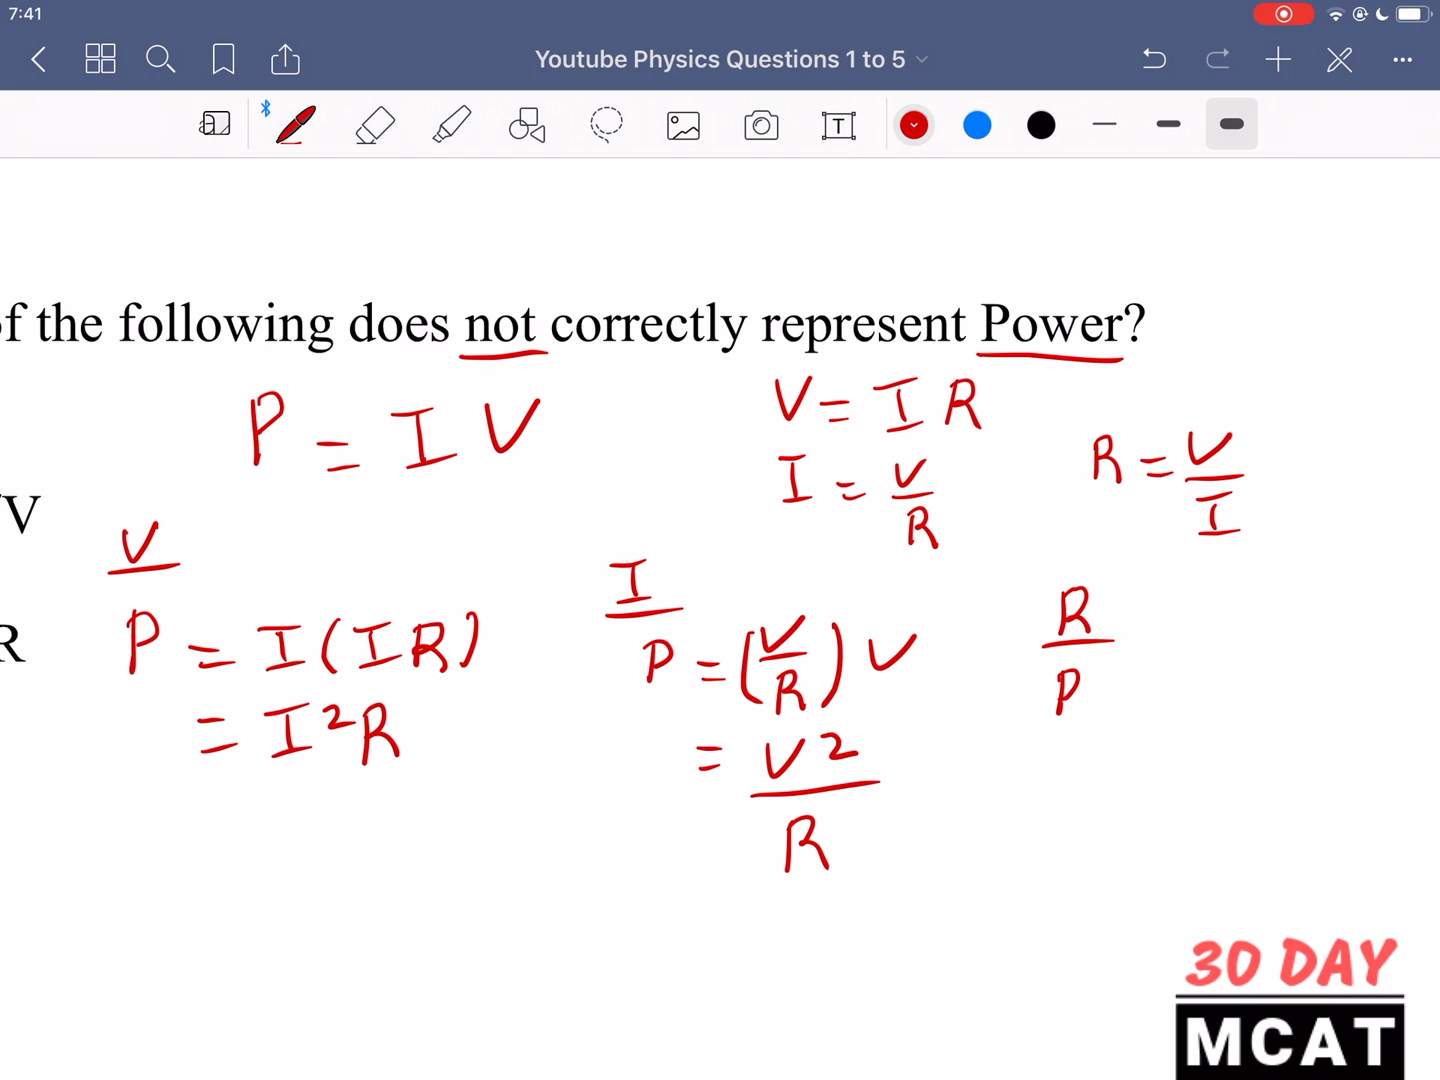 7:41
Youtube Physics Questions 1 to 5
T
of the following does not correctly represent Power?
P = I V
V = I R
I = V/R
R = V/I
V
V
P = I (I R)
= I²R
R
I
P = (V/R) V
= V²/R
R
P
30 DAY
MCAT